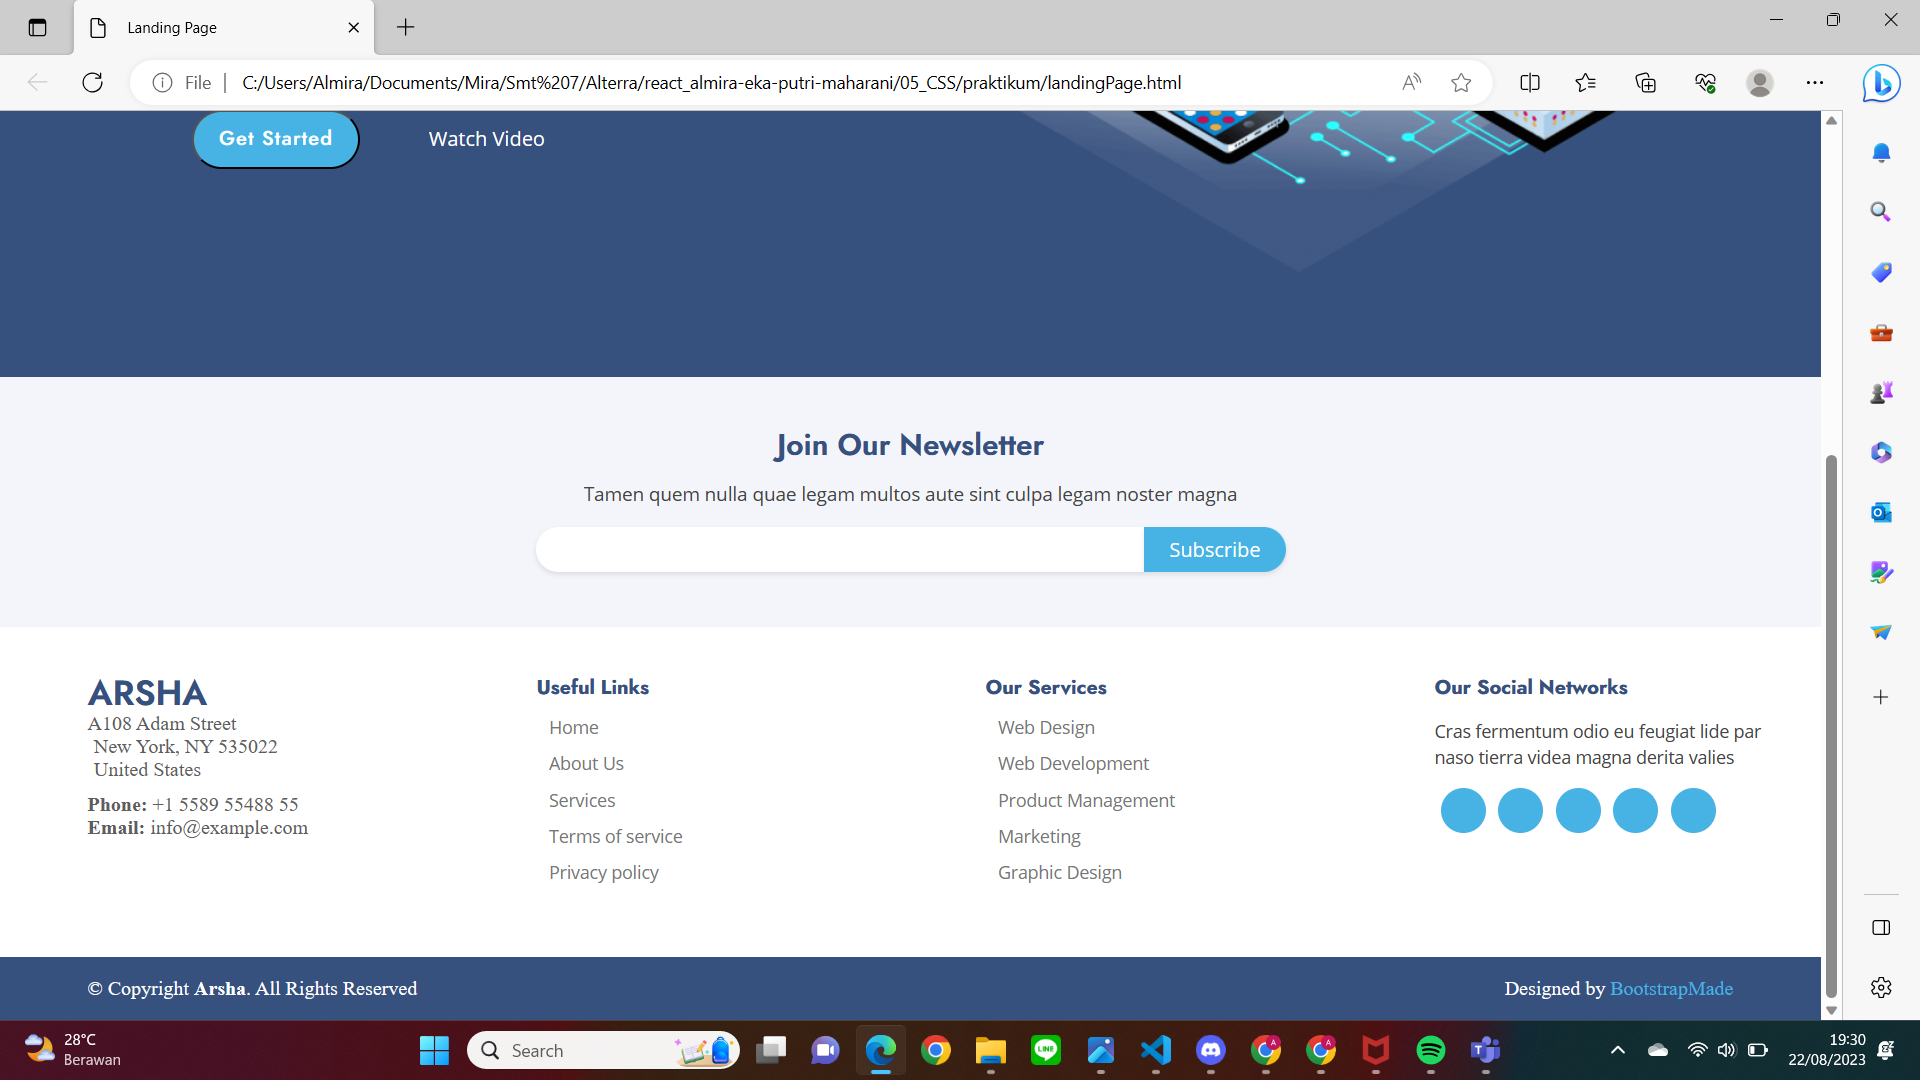 Landing Page
File
C:/Users/Almira/Documents/Mira/Smt%207/Alterra/react_almira-eka-putri-maharani/05_CSS/praktikum/landingPage.html
Get Started
Watch Video
Join Our Newsletter
Tamen quem nulla quae legam multos aute sint culpa legam noster magna
Subscribe
ARSHA
A108 Adam Street
New York, NY 535022
United States
Phone: +1 5589 55488 55
Email: info@example.com
Useful Links
Home
About Us
Services
Terms of service
Privacy policy
Our Services
Web Design
Web Development
Product Management
Marketing
Graphic Design
Our Social Networks
Cras fermentum odio eu feugiat lide par
naso tierra videa magna derita valies
© Copyright Arsha. All Rights Reserved
Designed by BootstrapMade
28°C
Berawan
Search
19:30
22/08/2023